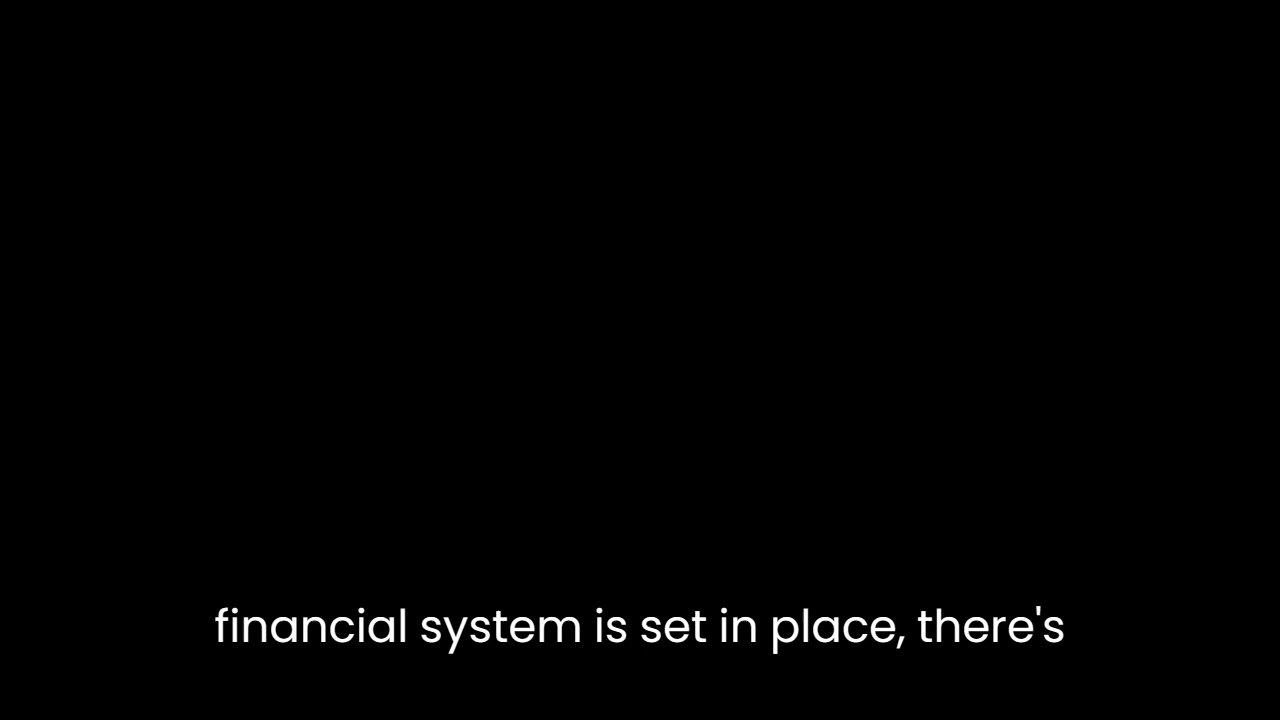 financial system is set in place, there's